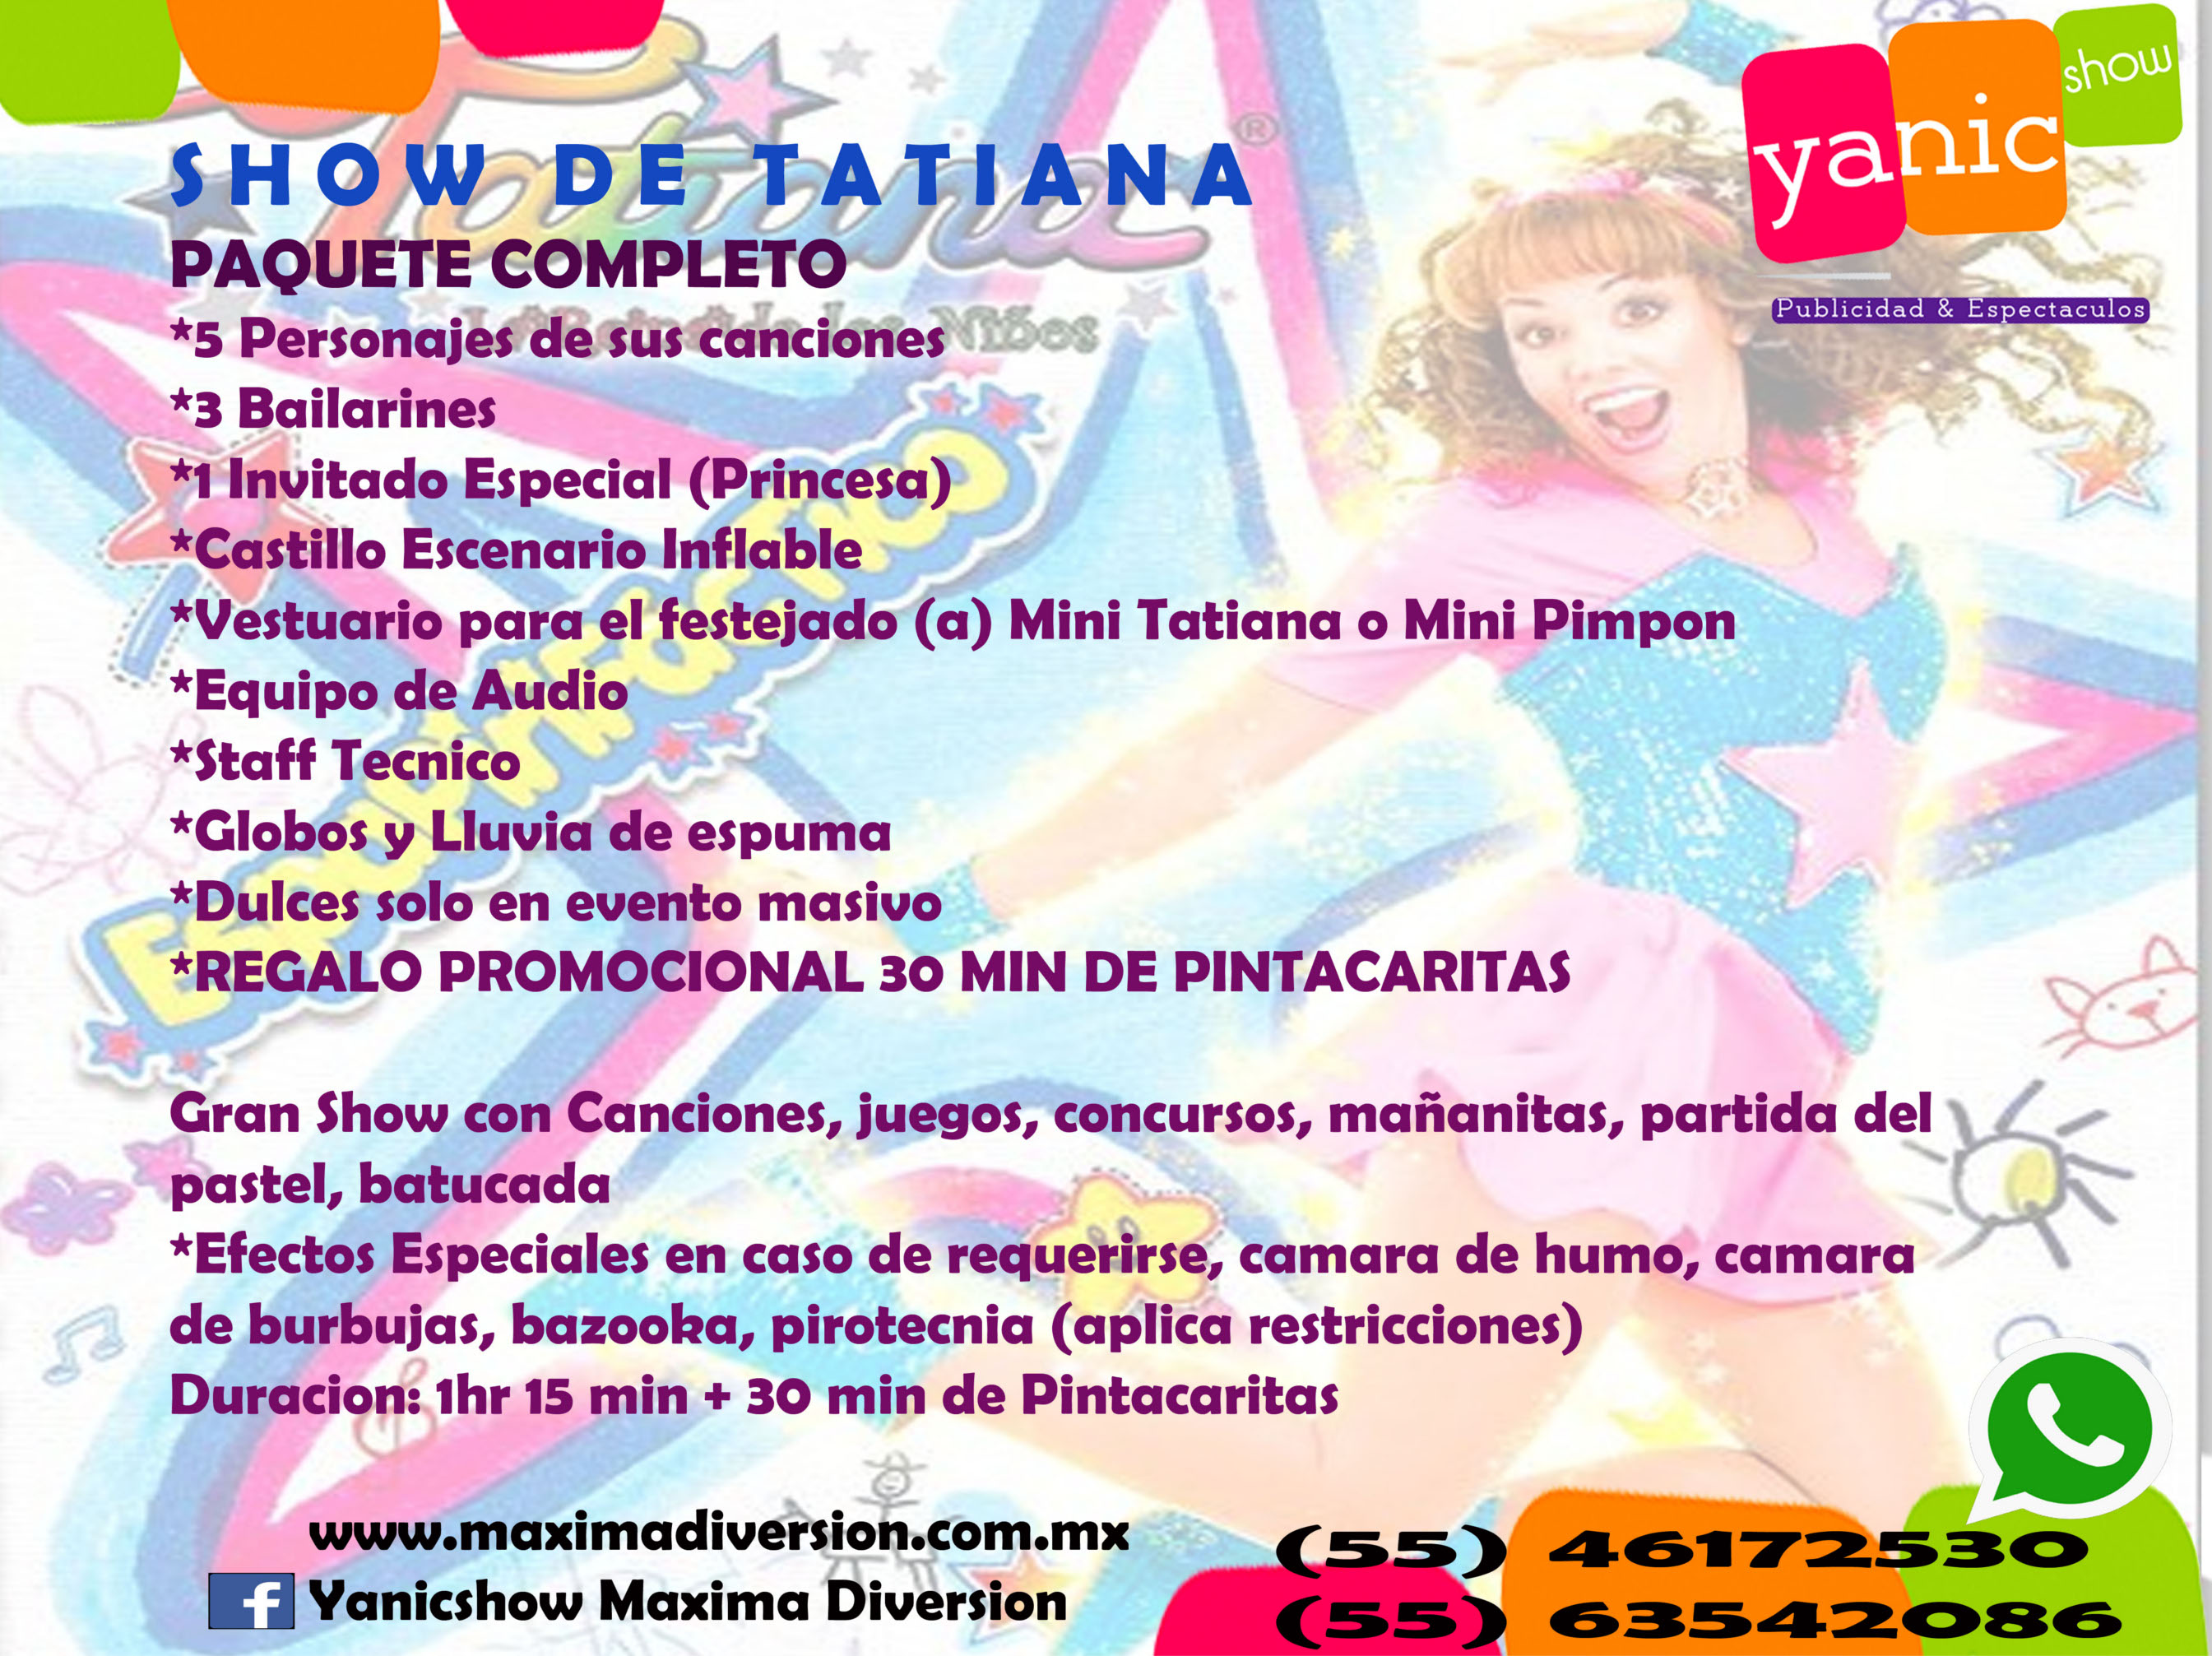 yanic show
Publicidad & Espectaculos
Tatiana ®
SHOW DE TATIANA
PAQUETE COMPLETO
*5 Personajes de sus canciones
*3 Bailarines
*1 Invitado Especial (Princesa)
*Castillo Escenario Inflable
*Vestuario para el festejado (a) Mini Tatiana o Mini Pimpon
*Equipo de Audio
*Staff Tecnico
*Globos y Lluvia de espuma
*Dulces solo en evento masivo
*REGALO PROMOCIONAL 30 MIN DE PINTACARITAS
Gran Show con Canciones, juegos, concursos, mañanitas, partida del
pastel, batucada
*Efectos Especiales en caso de requerirse, camara de humo, camara
de burbujas, bazooka, pirotecnia (aplica restricciones)
Duracion: 1hr 15 min + 30 min de Pintacaritas
www.maximadiversion.com.mx
f Yanicshow Maxima Diversion
(55) 46172530
(55) 63542086